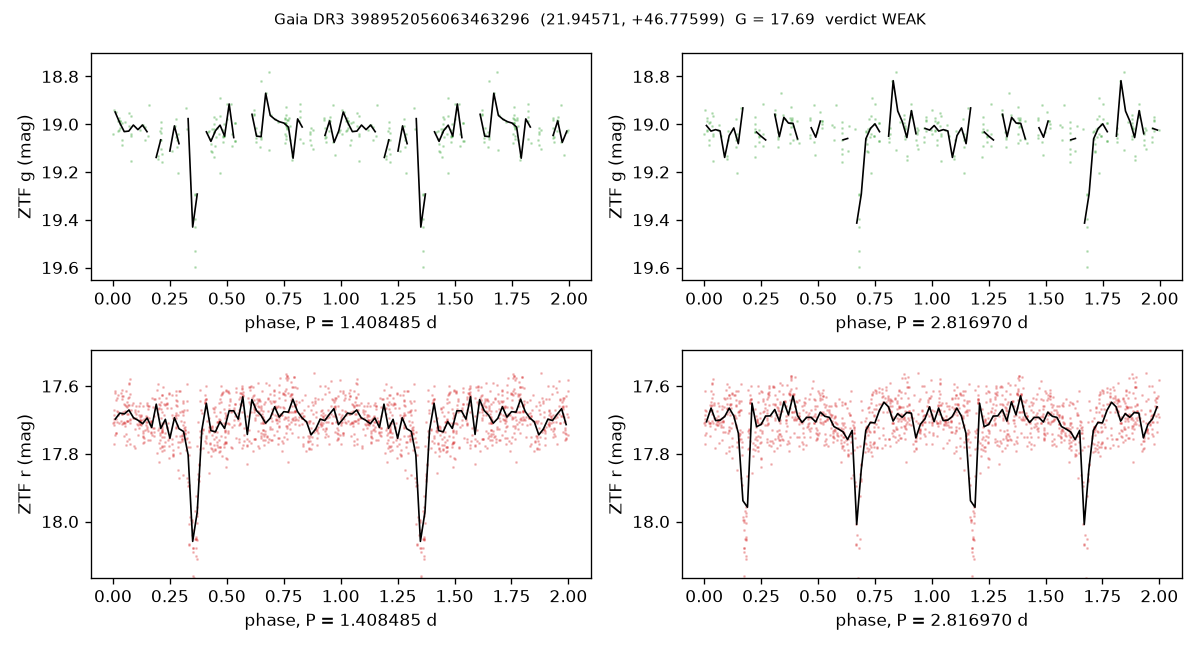 Gaia DR3 398952056063463296 (21.94571, +46.77599) G = 17.69 verdict WEAK
ZTF g (mag)
18.8
19.0
19.2
19.4
19.6
0.00 0.25 0.50 0.75 1.00 1.25 1.50 1.75 2.00
phase, P = 1.408485 d
ZTF g (mag)
18.8
19.0
19.2
19.4
19.6
0.00 0.25 0.50 0.75 1.00 1.25 1.50 1.75 2.00
phase, P = 2.816970 d
ZTF r (mag)
17.6
17.8
18.0
0.00 0.25 0.50 0.75 1.00 1.25 1.50 1.75 2.00
phase, P = 1.408485 d
ZTF r (mag)
17.6
17.8
18.0
0.00 0.25 0.50 0.75 1.00 1.25 1.50 1.75 2.00
phase, P = 2.816970 d